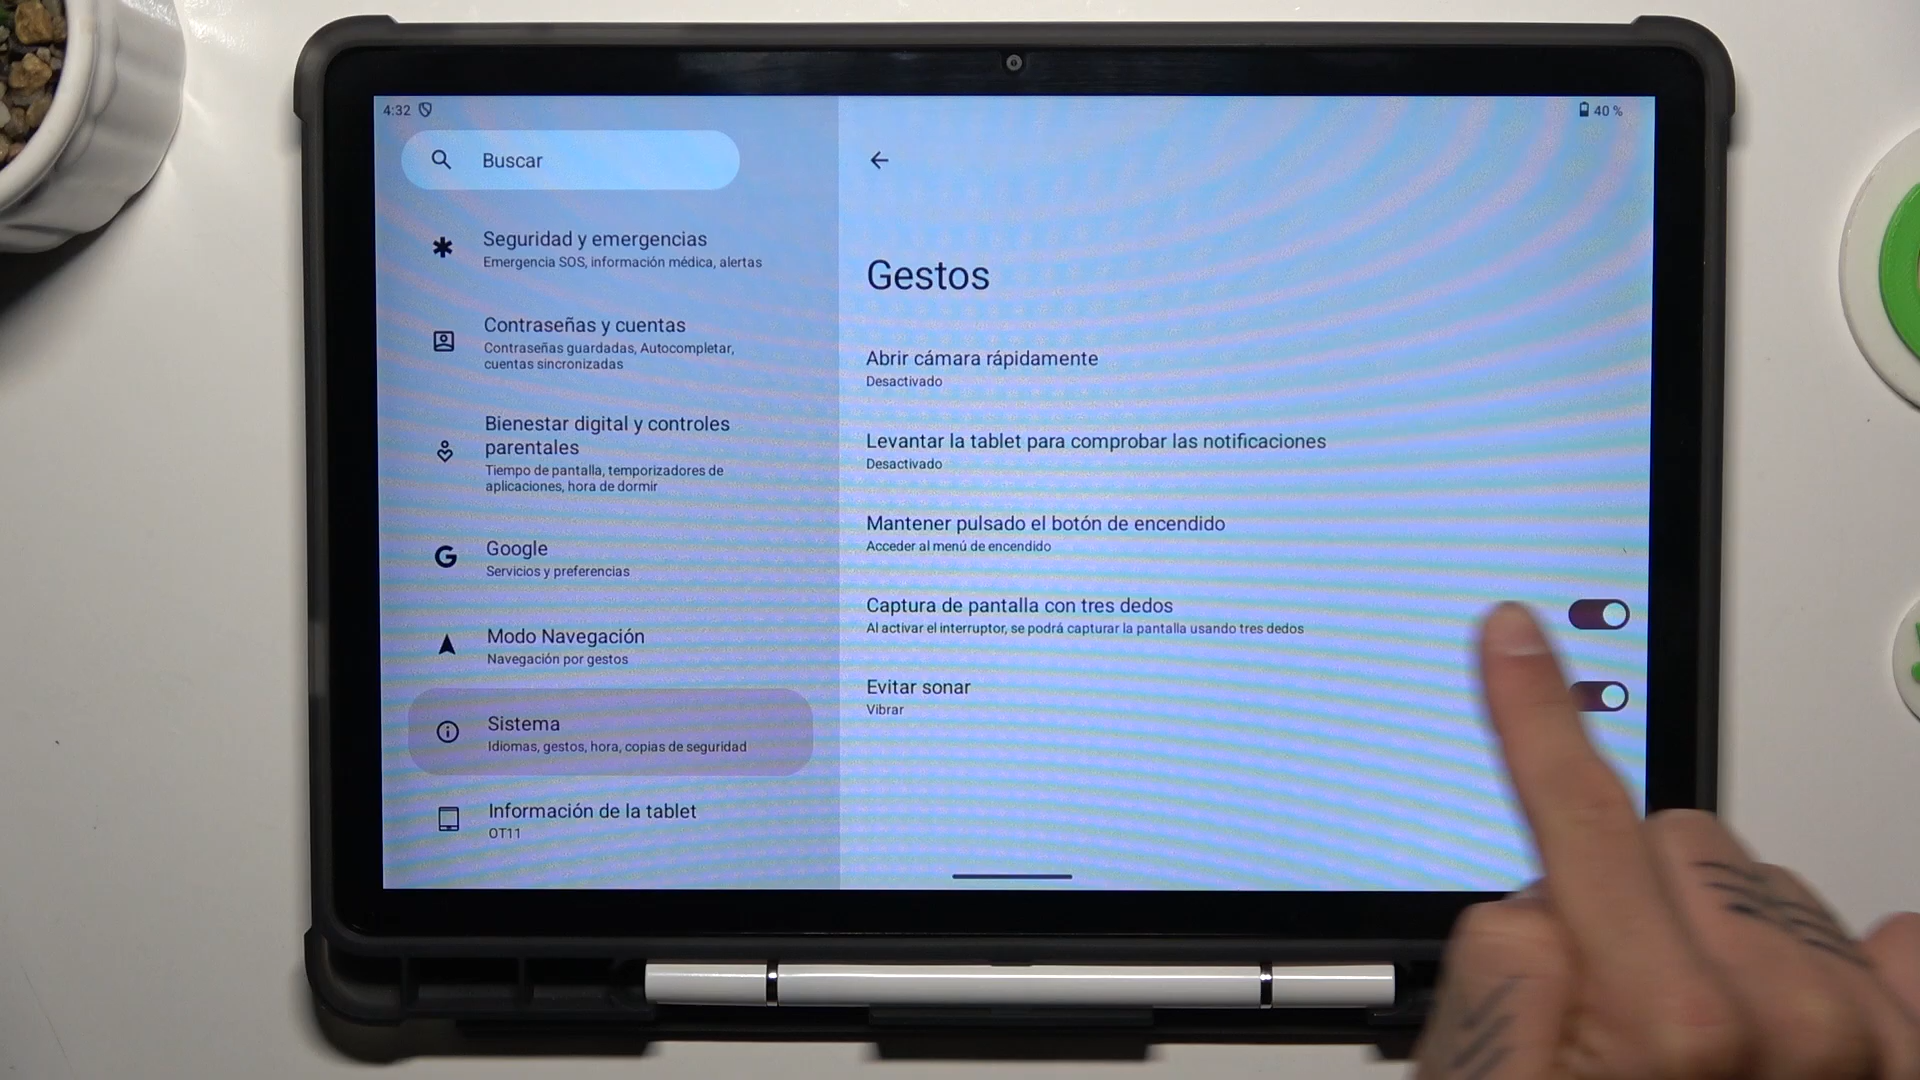 4:32
40 %
Buscar
Seguridad y emergencias
Emergencia SOS, información médica, alertas
Contraseñas y cuentas
Contraseñas guardadas, Autocompletar,
cuentas sincronizadas
Bienestar digital y controles
parentales
Tiempo de pantalla, temporizadores de
aplicaciones, hora de dormir
Google
Servicios y preferencias
Modo Navegación
Navegación por gestos
Sistema
Idiomas, gestos, hora, copias de seguridad
Información de la tablet
OT11
Gestos
Abrir cámara rápidamente
Desactivado
Levantar la tablet para comprobar las notificaciones
Desactivado
Mantener pulsado el botón de encendido
Acceder al menú de encendido
Captura de pantalla con tres dedos
Al activar el interruptor, se podrá capturar la pantalla usando tres dedos
Evitar sonar
Vibrar